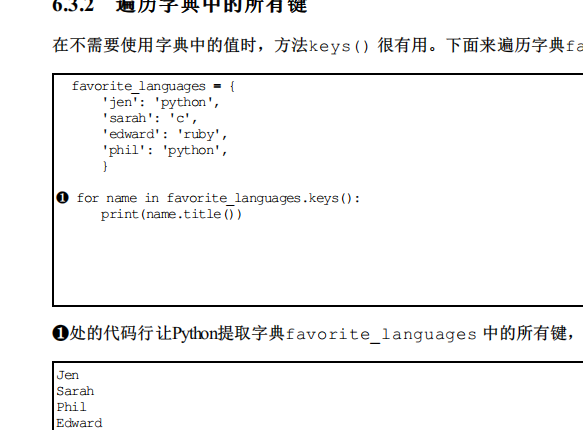 6.3.2 遍历字典中的所有键
在不需要使用字典中的值时，方法keys() 很有用。下面来遍历字典fa
favorite_languages = {
'jen': 'python',
'sarah': 'c',
'edward': 'ruby',
'phil': 'python',
}
❶ for name in favorite_languages.keys():
print(name.title())
❶处的代码行让Python提取字典favorite_languages 中的所有键，
Jen
Sarah
Phil
Edward